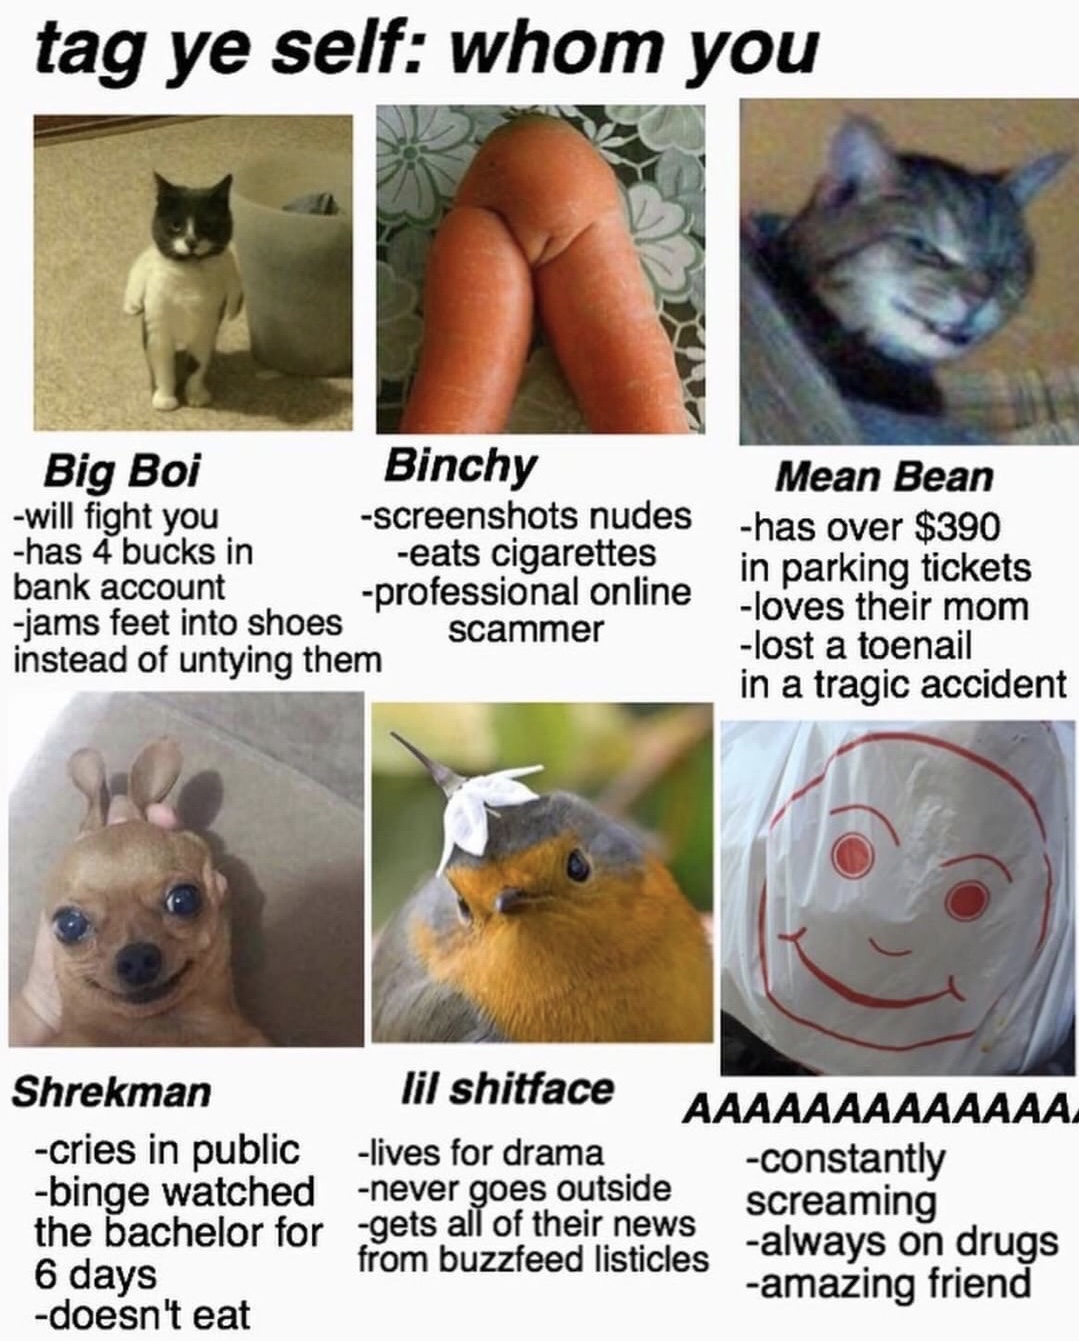 tag ye self: whom you
Big Boi
-will fight you
-has 4 bucks in
bank account
-jams feet into shoes
instead of untying them
Binchy
-screenshots nudes
-eats cigarettes
-professional online
scammer
Mean Bean
-has over $390
in parking tickets
-loves their mom
-lost a toenail
in a tragic accident
Shrekman
-cries in public
-binge watched
the bachelor for
6 days
-doesn't eat
lil shitface
-lives for drama
-never goes outside
-gets all of their news
from buzzfeed listicles
AAAAAAAAAAAAA
-constantly
screaming
-always on drugs
-amazing friend